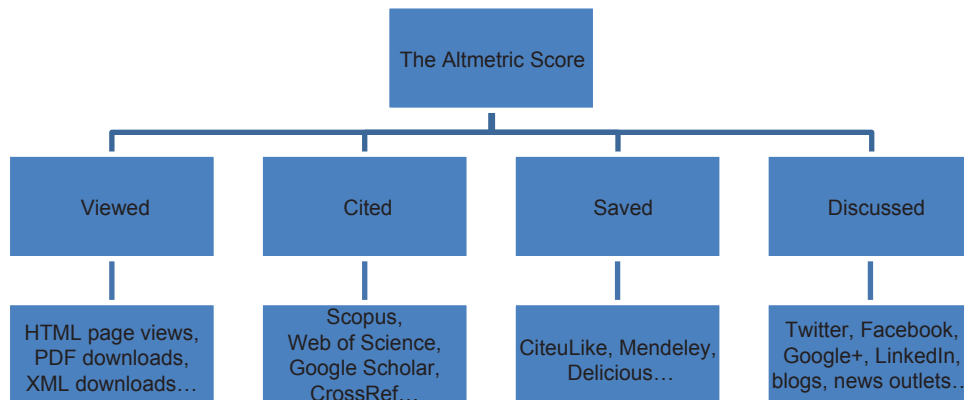 The Altmetric Score
Viewed
Cited
Saved
Discussed
HTML page views,
PDF downloads,
XML downloads…
Scopus,
Web of Science,
Google Scholar,
CrossRef…
CiteuLike, Mendeley,
Delicious…
Twitter, Facebook,
Google+, LinkedIn,
blogs, news outlets…